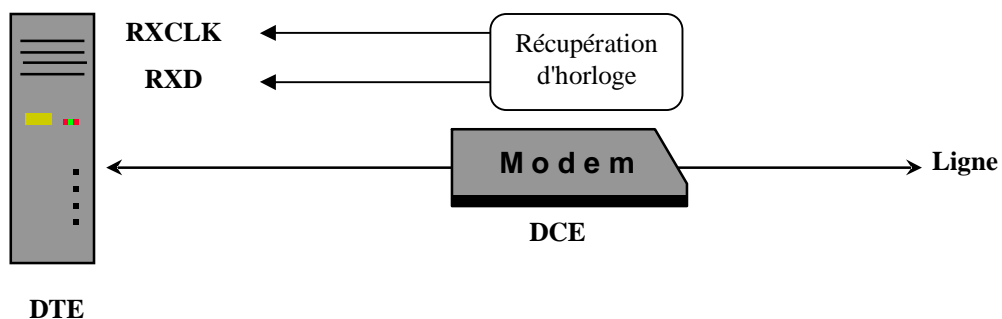 RXCLK
Récupération
d'horloge
RXD
Modem
Ligne
DCE
DTE